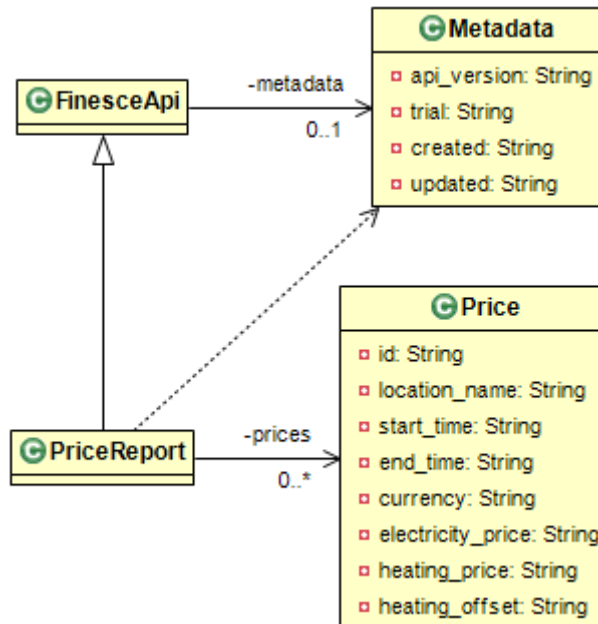 C Metadata
api_version: String
trial: String
created: String
updated: String
C FinesceApi
-metadata
0..1
C Price
id: String
location_name: String
start_time: String
end_time: String
currency: String
electricity_price: String
heating_price: String
heating_offset: String
C PriceReport
-prices
0..*